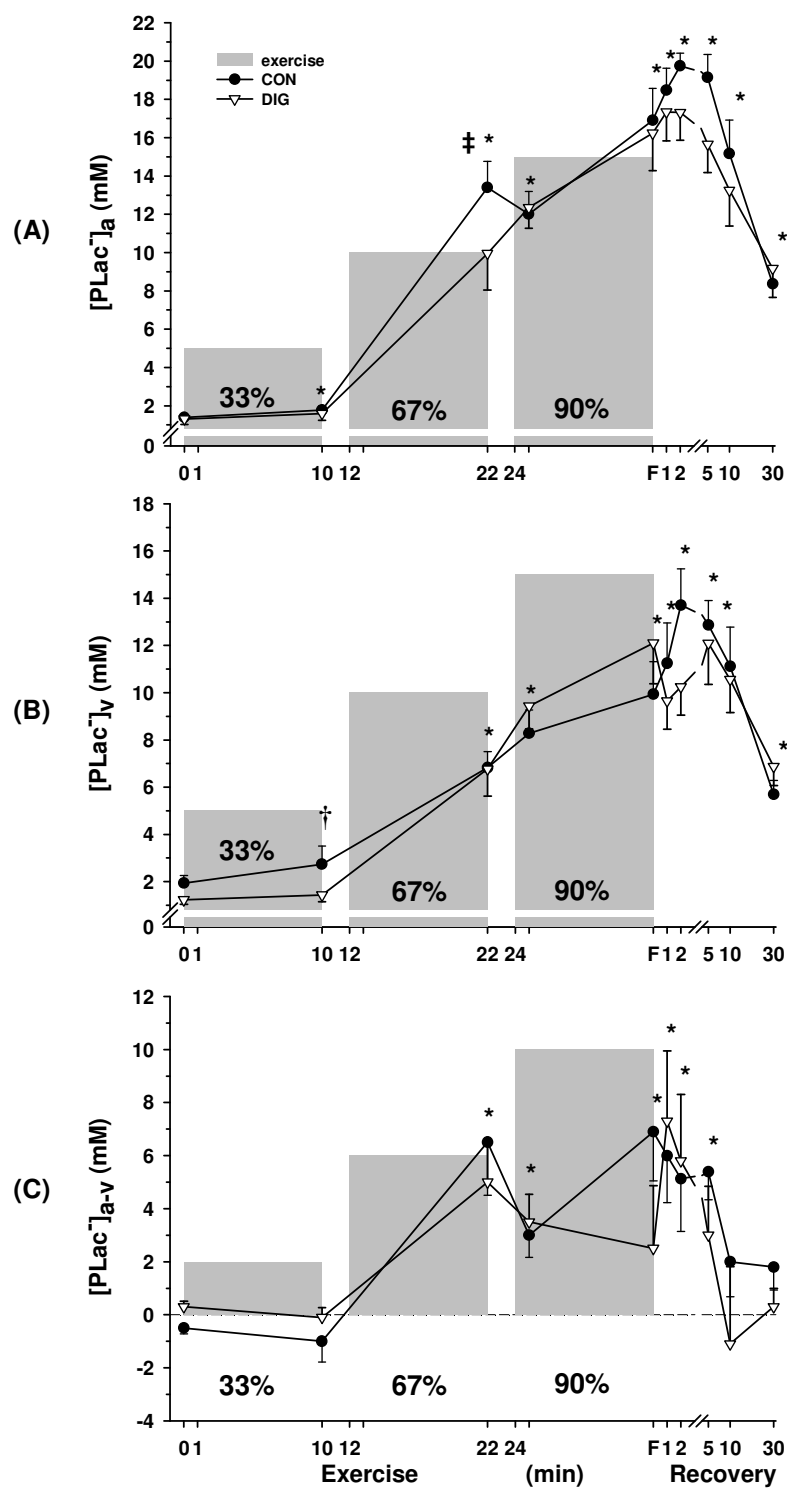 22
20
18
16
14
12
10
8
6
4
2
0
exercise
CON
DIG
(A)
[PLac⁻]a (mM)
‡ *
* * * * * * * *
*
33%
67%
90%
0 1 10 12 22 24 F 1 2 5 10 30
18
16
14
12
10
8
6
4
2
0
(B)
[PLac⁻]v (mM)
†
* * * * * * * *
33%
67%
90%
0 1 10 12 22 24 F 1 2 5 10 30
12
10
8
6
4
2
0
-2
-4
(C)
[PLac⁻]a-v (mM)
* * * * * *
33%
67%
90%
0 1 10 12 22 24 F 1 2 5 10 30
Exercise (min) Recovery